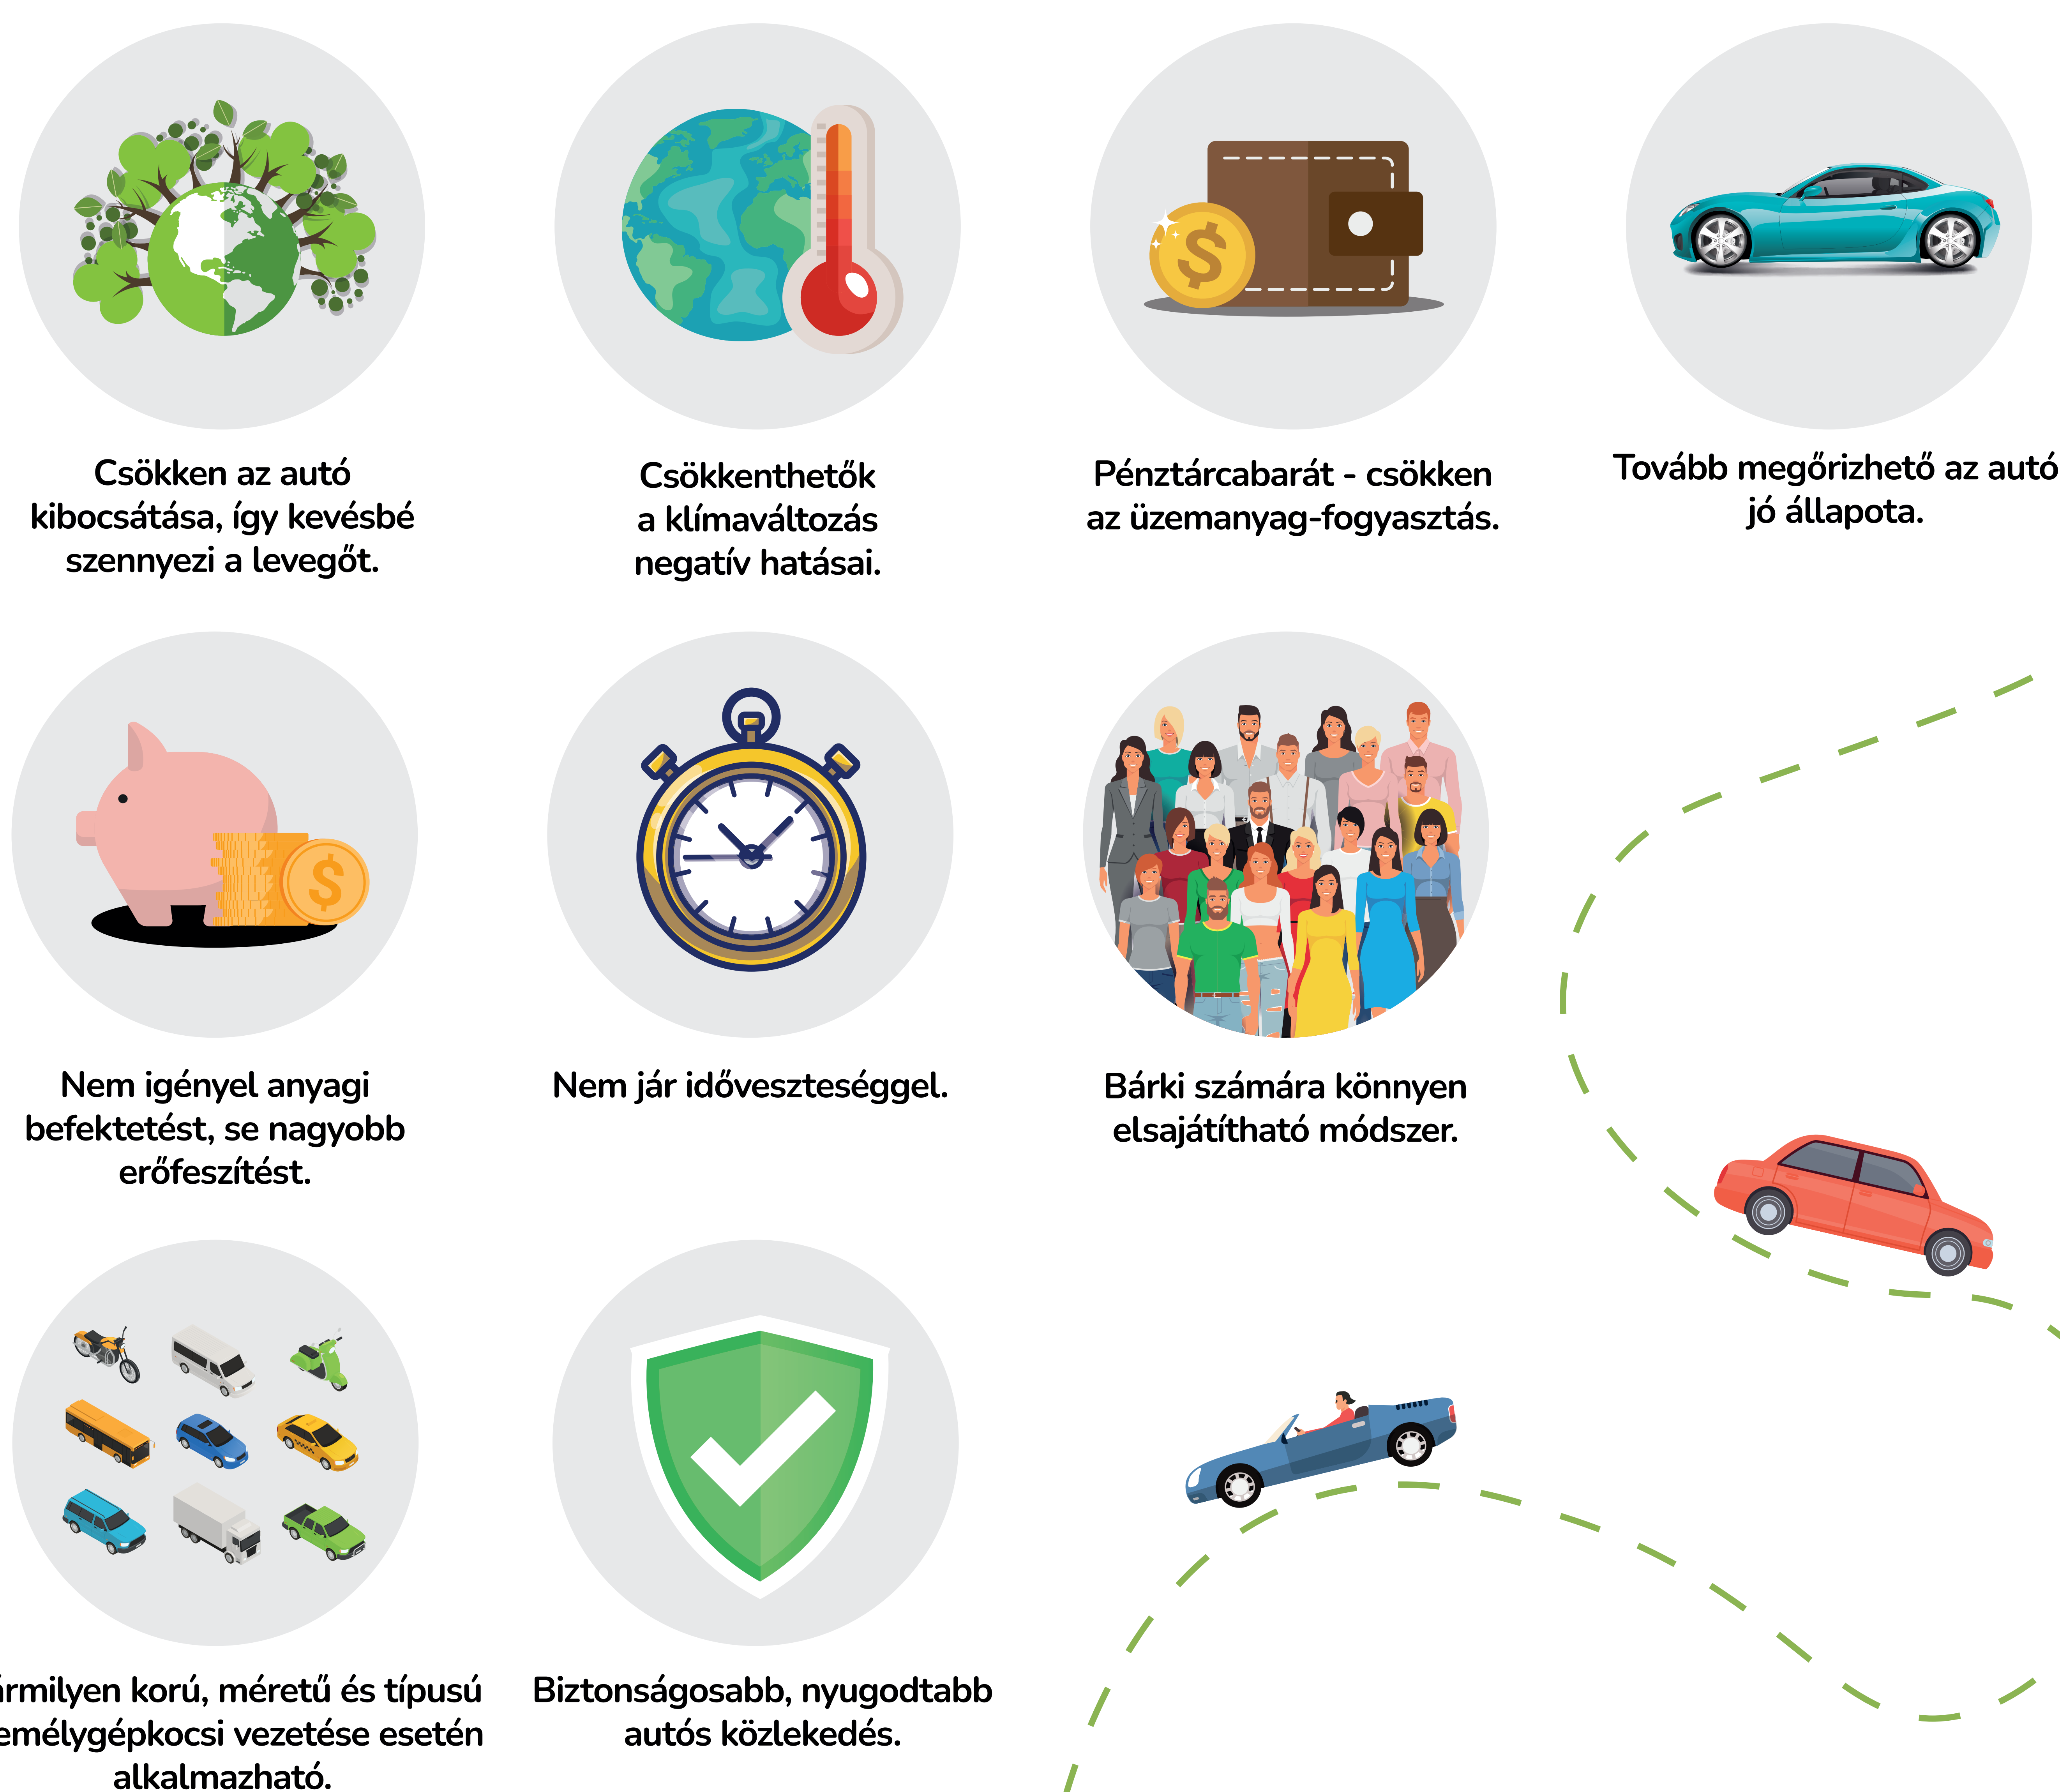 Csökken az autó
kibocsátása, így kevésbé
szennyezi a levegőt.
Csökkenthetők
a klímaváltozás
negatív hatásai.
Pénztárcabarát - csökken
az üzemanyag-fogyasztás.
Tovább megőrizhető az autó
jó állapota.
Nem igényel anyagi
befektetést, se nagyobb
erőfeszítést.
Nem jár időveszteséggel.
Bárki számára könnyen
elsajátítható módszer.
korú, méretű és típusú
vezetése esetén
alkalmazható.
Biztonságosabb, nyugodtabb
autós közlekedés.